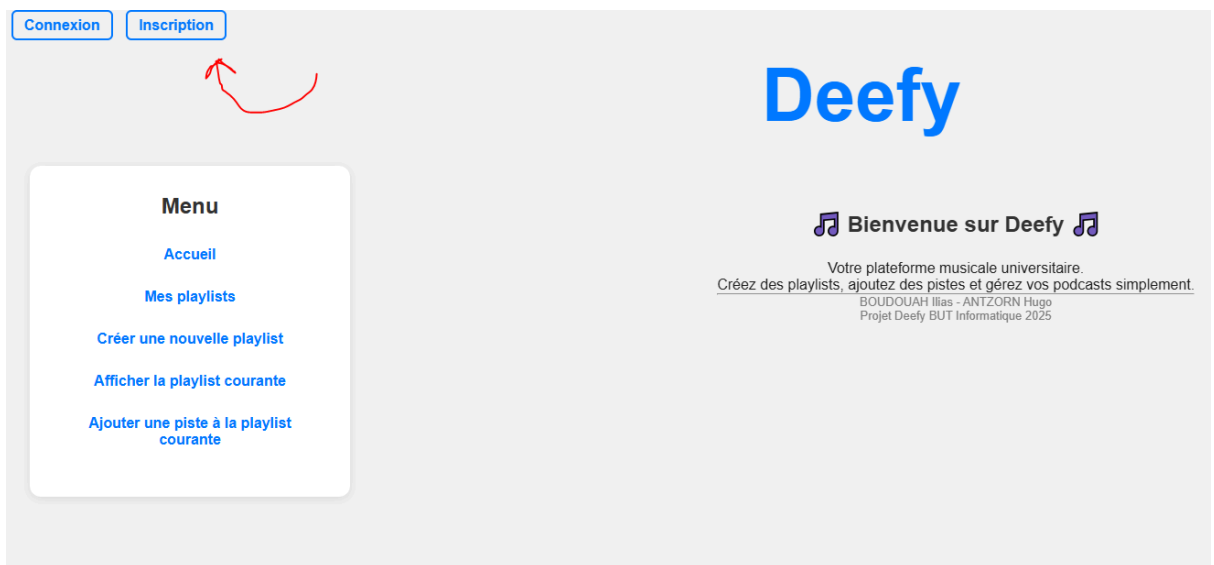 Connexion
Inscription
Deefy
Menu
Accueil
Mes playlists
Créer une nouvelle playlist
Afficher la playlist courante
Ajouter une piste à la playlist
courante
Bienvenue sur Deefy
Votre plateforme musicale universitaire.
Créez des playlists, ajoutez des pistes et gérez vos podcasts simplement.
BOUDOUAH Ilias - ANTZORN Hugo
Projet Deefy BUT Informatique 2025